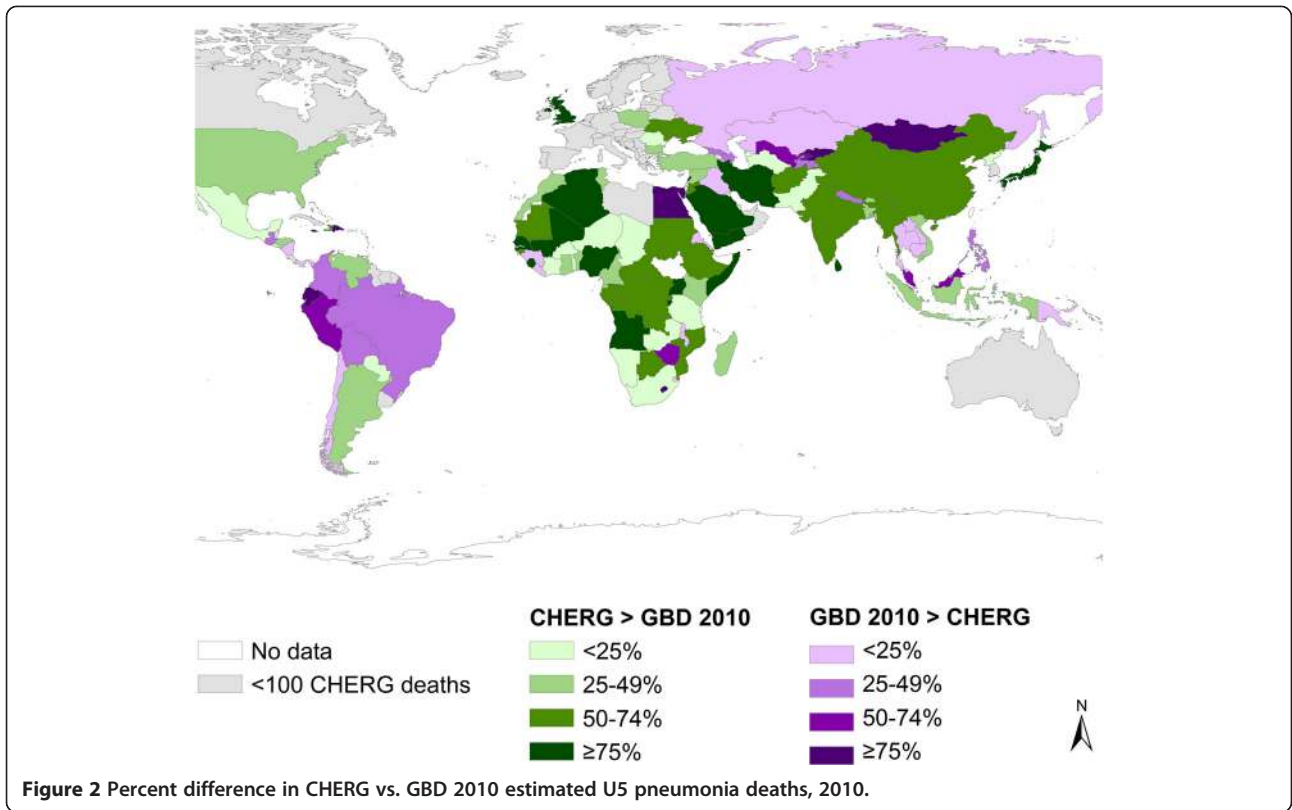 No data
<100 CHERG deaths
CHERG > GBD 2010
<25%
25-49%
50-74%
≥75%
GBD 2010 > CHERG
<25%
25-49%
50-74%
≥75%
N
Figure 2 Percent difference in CHERG vs. GBD 2010 estimated U5 pneumonia deaths, 2010.